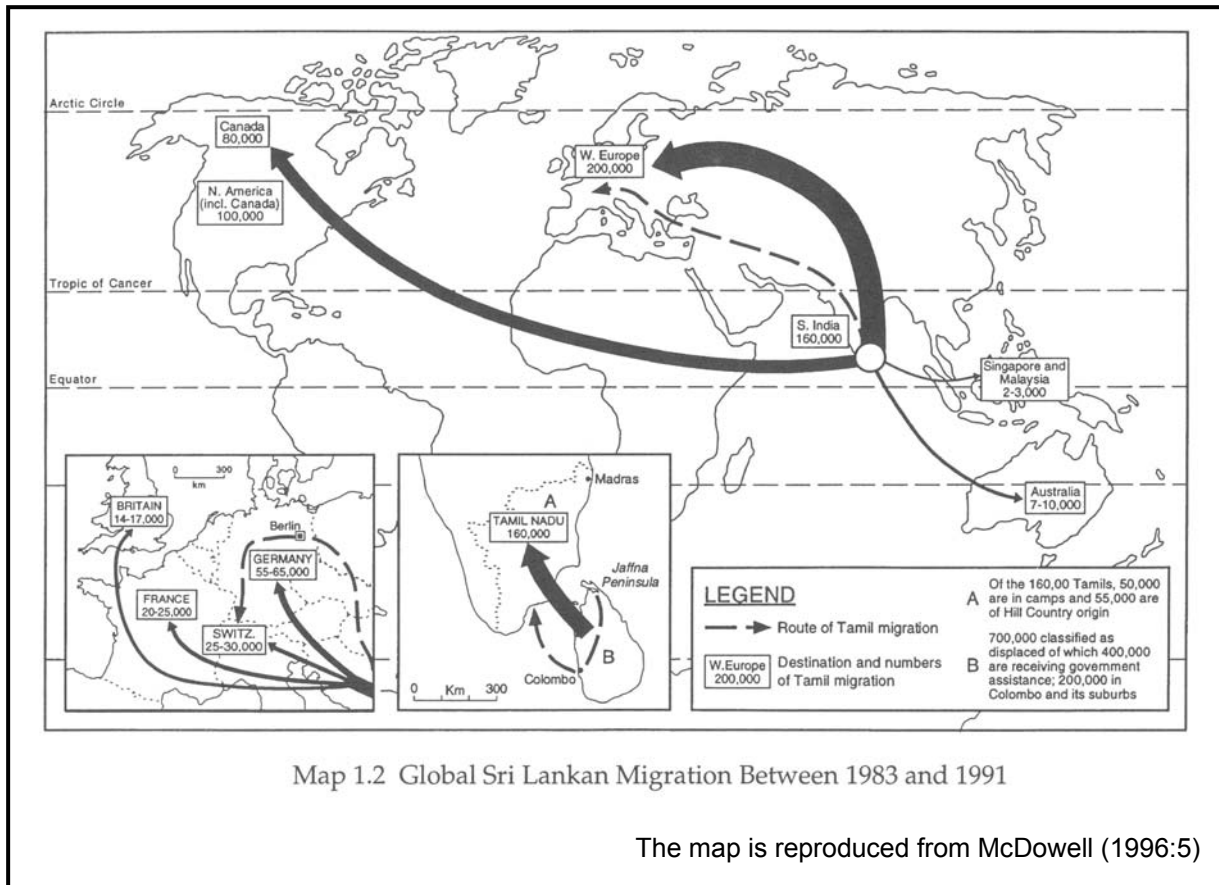 Arctic Circle
Canada
80,000
N. America
(incl. Canada)
100,000
W. Europe
200,000
Tropic of Cancer
S. India
160,000
Equator
Singapore and
Malaysia
2-3,000
Australia
7-10,000
0 300
km
BRITAIN
14-17,000
Berlin
GERMANY
55-65,000
FRANCE
20-25,000
SWITZ.
25-30,000
Madras
A
TAMIL NADU
160,000
Jaffna
Peninsula
B
Colombo
0 Km 300
LEGEND
Route of Tamil migration
W.Europe
200,000
Destination and numbers
of Tamil migration
A
Of the 160,00 Tamils, 50,000
are in camps and 55,000 are
of Hill Country origin
B
700,000 classified as
displaced of which 400,000
are receiving government
assistance; 200,000 in
Colombo and its suburbs
Map 1.2 Global Sri Lankan Migration Between 1983 and 1991
The map is reproduced from McDowell (1996:5)